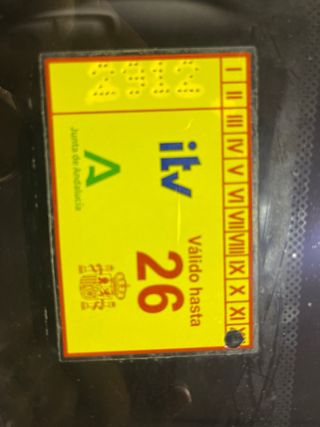 I II III IV V VI VII VIII IX X XI
itv
Válido hasta
26
Junta de Andalucía